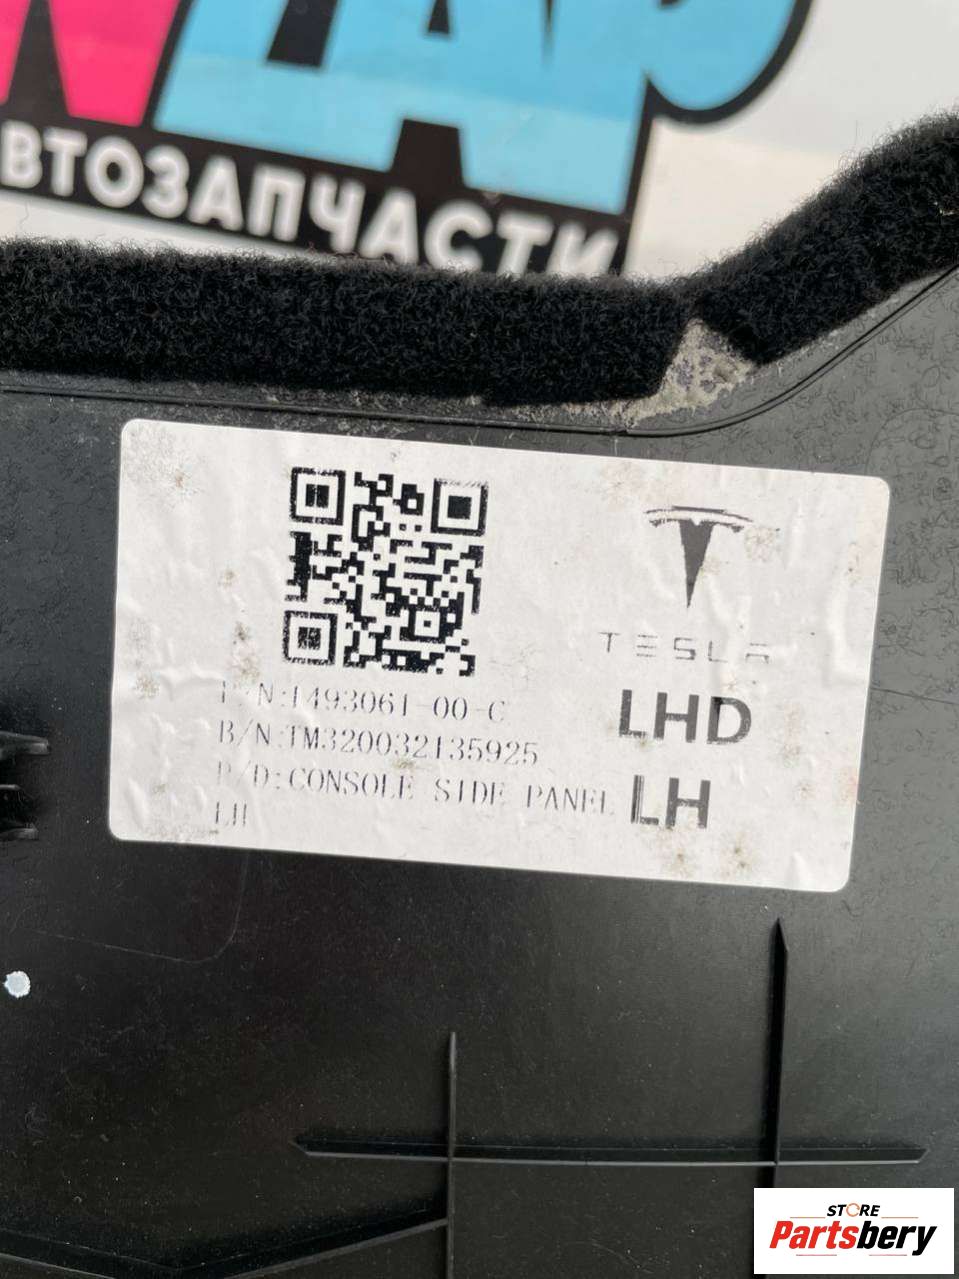 ВТОЗАПЧАСТИ
TESLA
P/N:1493061-00-C
LHD
B/N:TM320032135925
P/D:CONSOLE SIDE PANEL
LH
LH
STORE
Partsbery